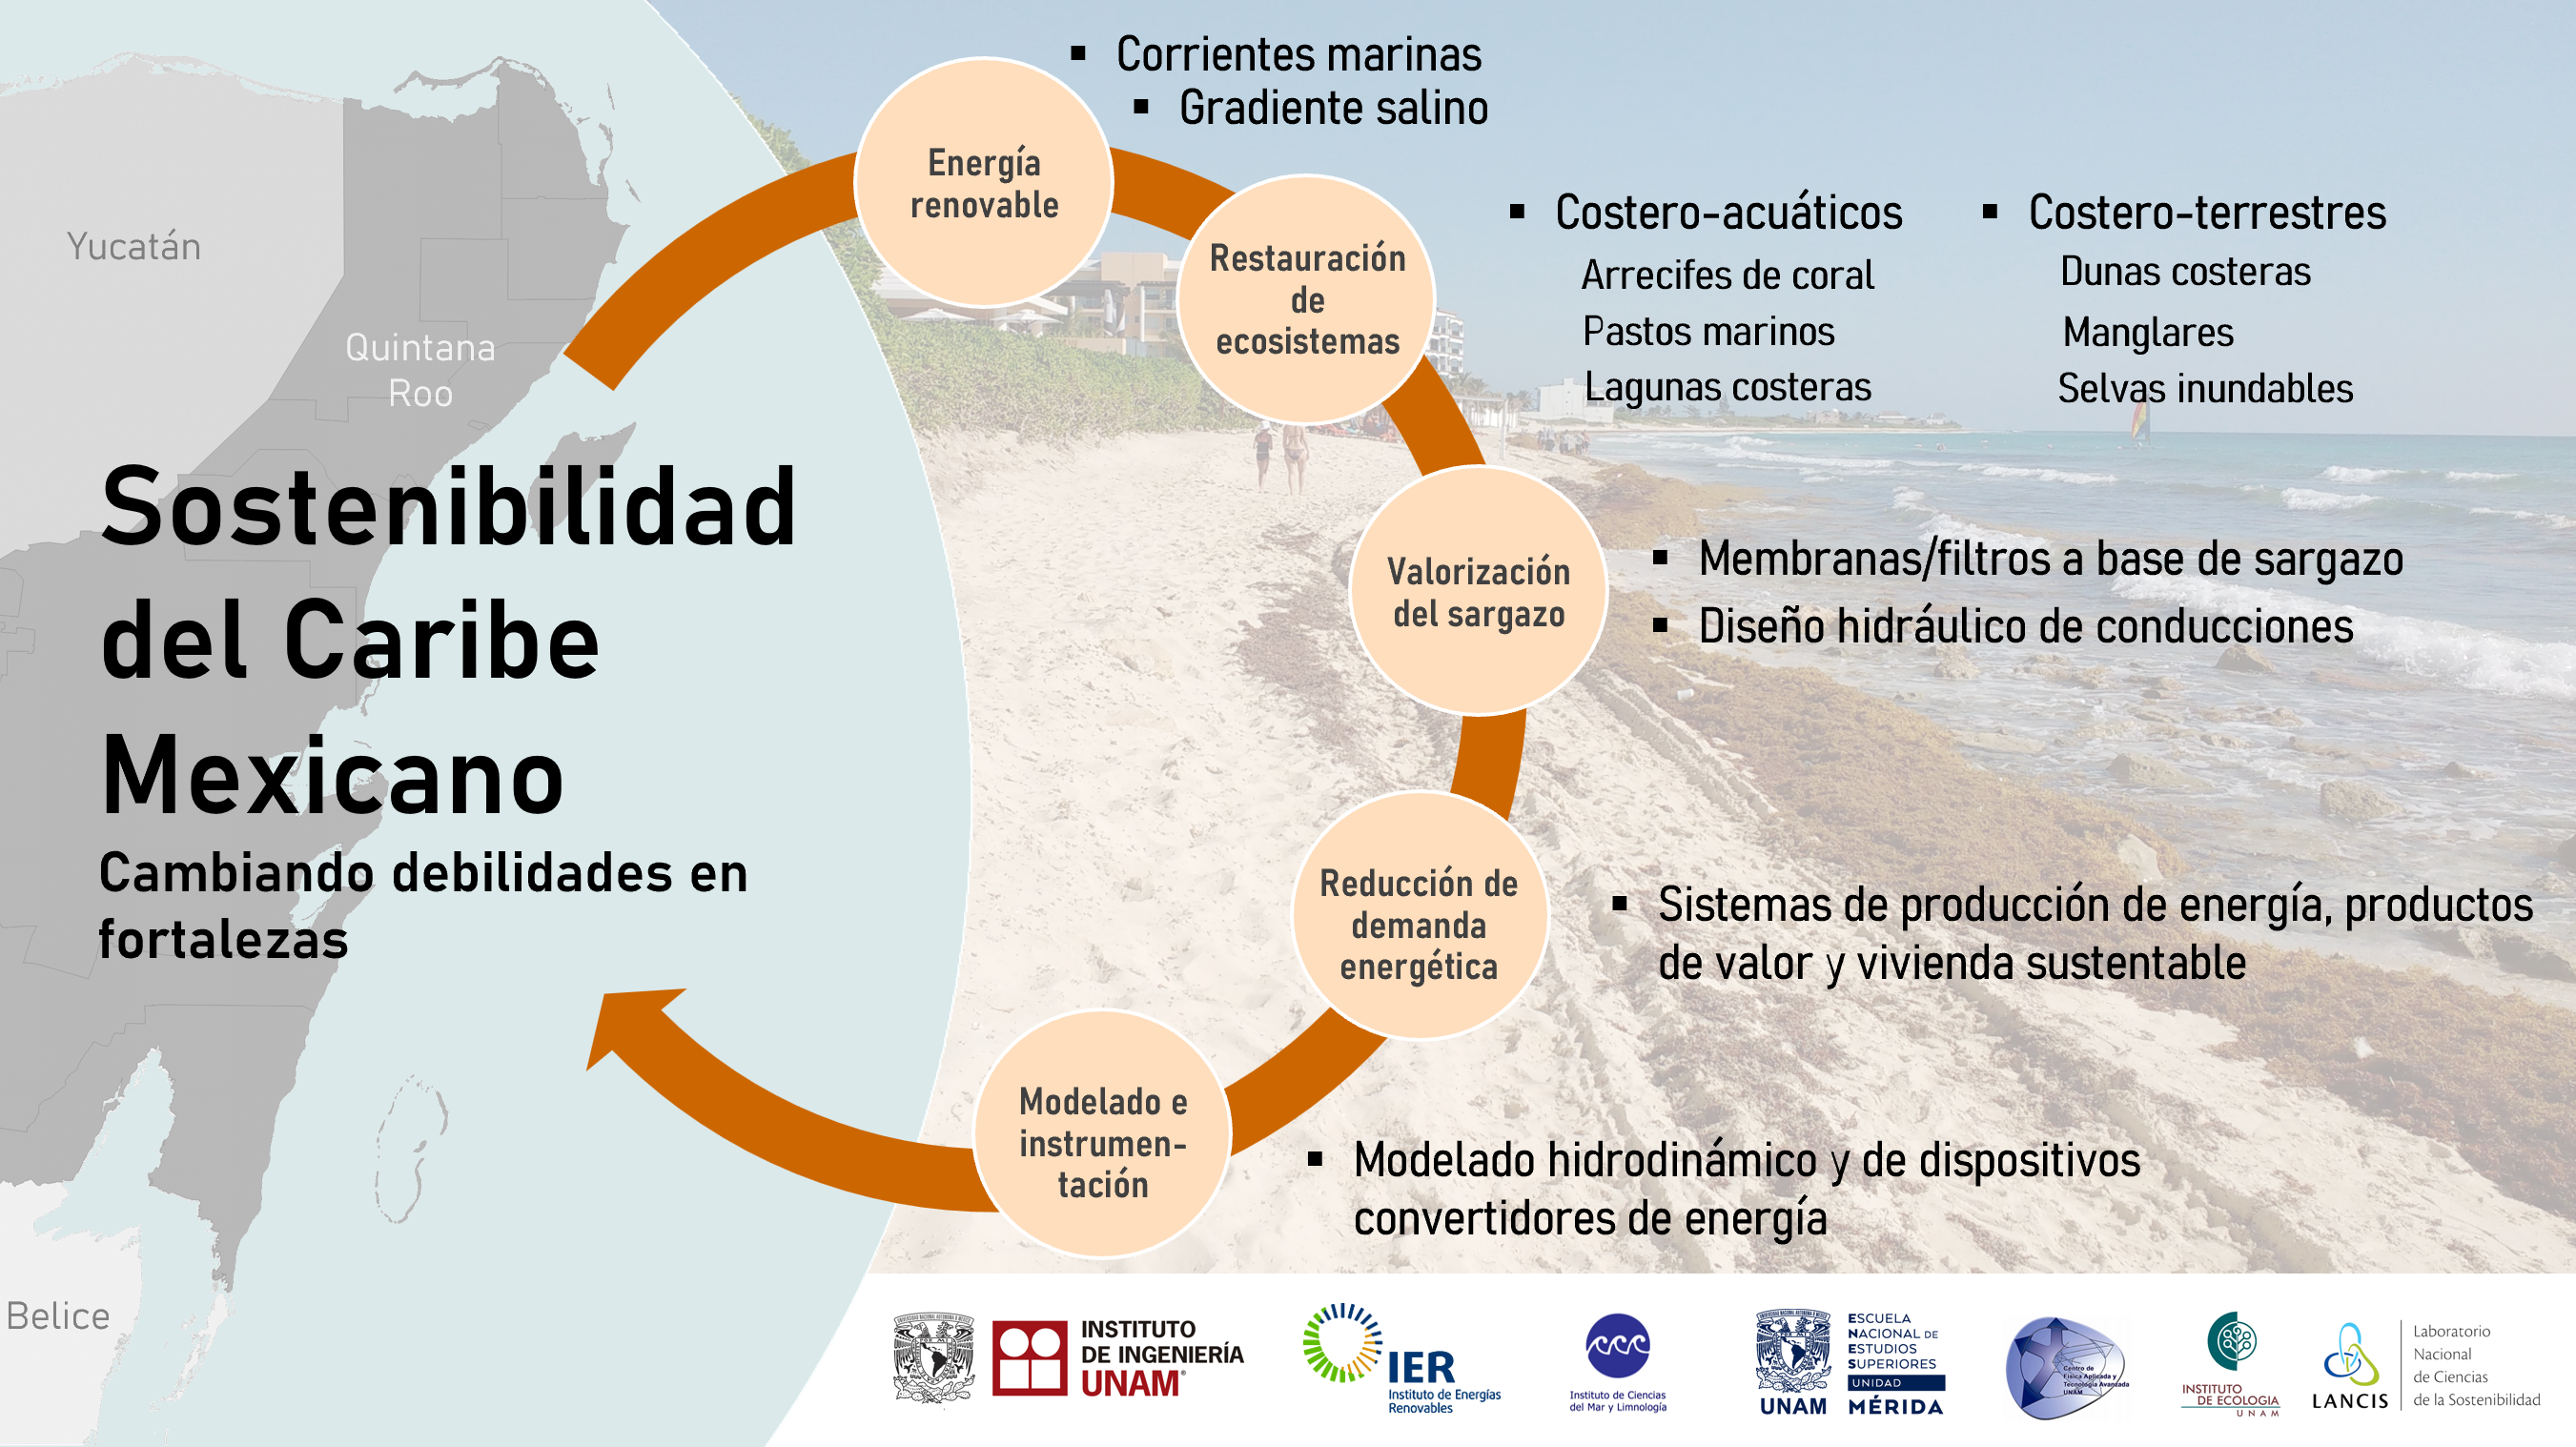 Yucatán
Quintana
Roo
Belice
Sostenibilidad
del Caribe
Mexicano
Cambiando debilidades en
fortalezas
Energía
renovable
▪ Corrientes marinas
▪ Gradiente salino
Restauración
de
ecosistemas
▪ Costero-acuáticos
Arrecifes de coral
Pastos marinos
Lagunas costeras
▪ Costero-terrestres
Dunas costeras
Manglares
Selvas inundables
Valorización
del sargazo
▪ Membranas/filtros a base de sargazo
▪ Diseño hidráulico de conducciones
Reducción de
demanda
energética
▪ Sistemas de producción de energía, productos
de valor y vivienda sustentable
Modelado e
instrumen-
tación
▪ Modelado hidrodinámico y de dispositivos
convertidores de energía
INSTITUTO
DE INGENIERÍA
UNAM®
IER
Instituto de Energías
Renovables
Instituto de Ciencias
del Mar y Limnología
UNAM
ESCUELA
NACIONAL DE
ESTUDIOS
SUPERIORES
UNIDAD
MÉRIDA
Centro de
Física Aplicada y
Tecnología Avanzada
UNAM
INSTITUTO
DE ECOLOGIA
UNAM
LANCIS
Laboratorio
Nacional
de Ciencias
de la Sostenibilidad